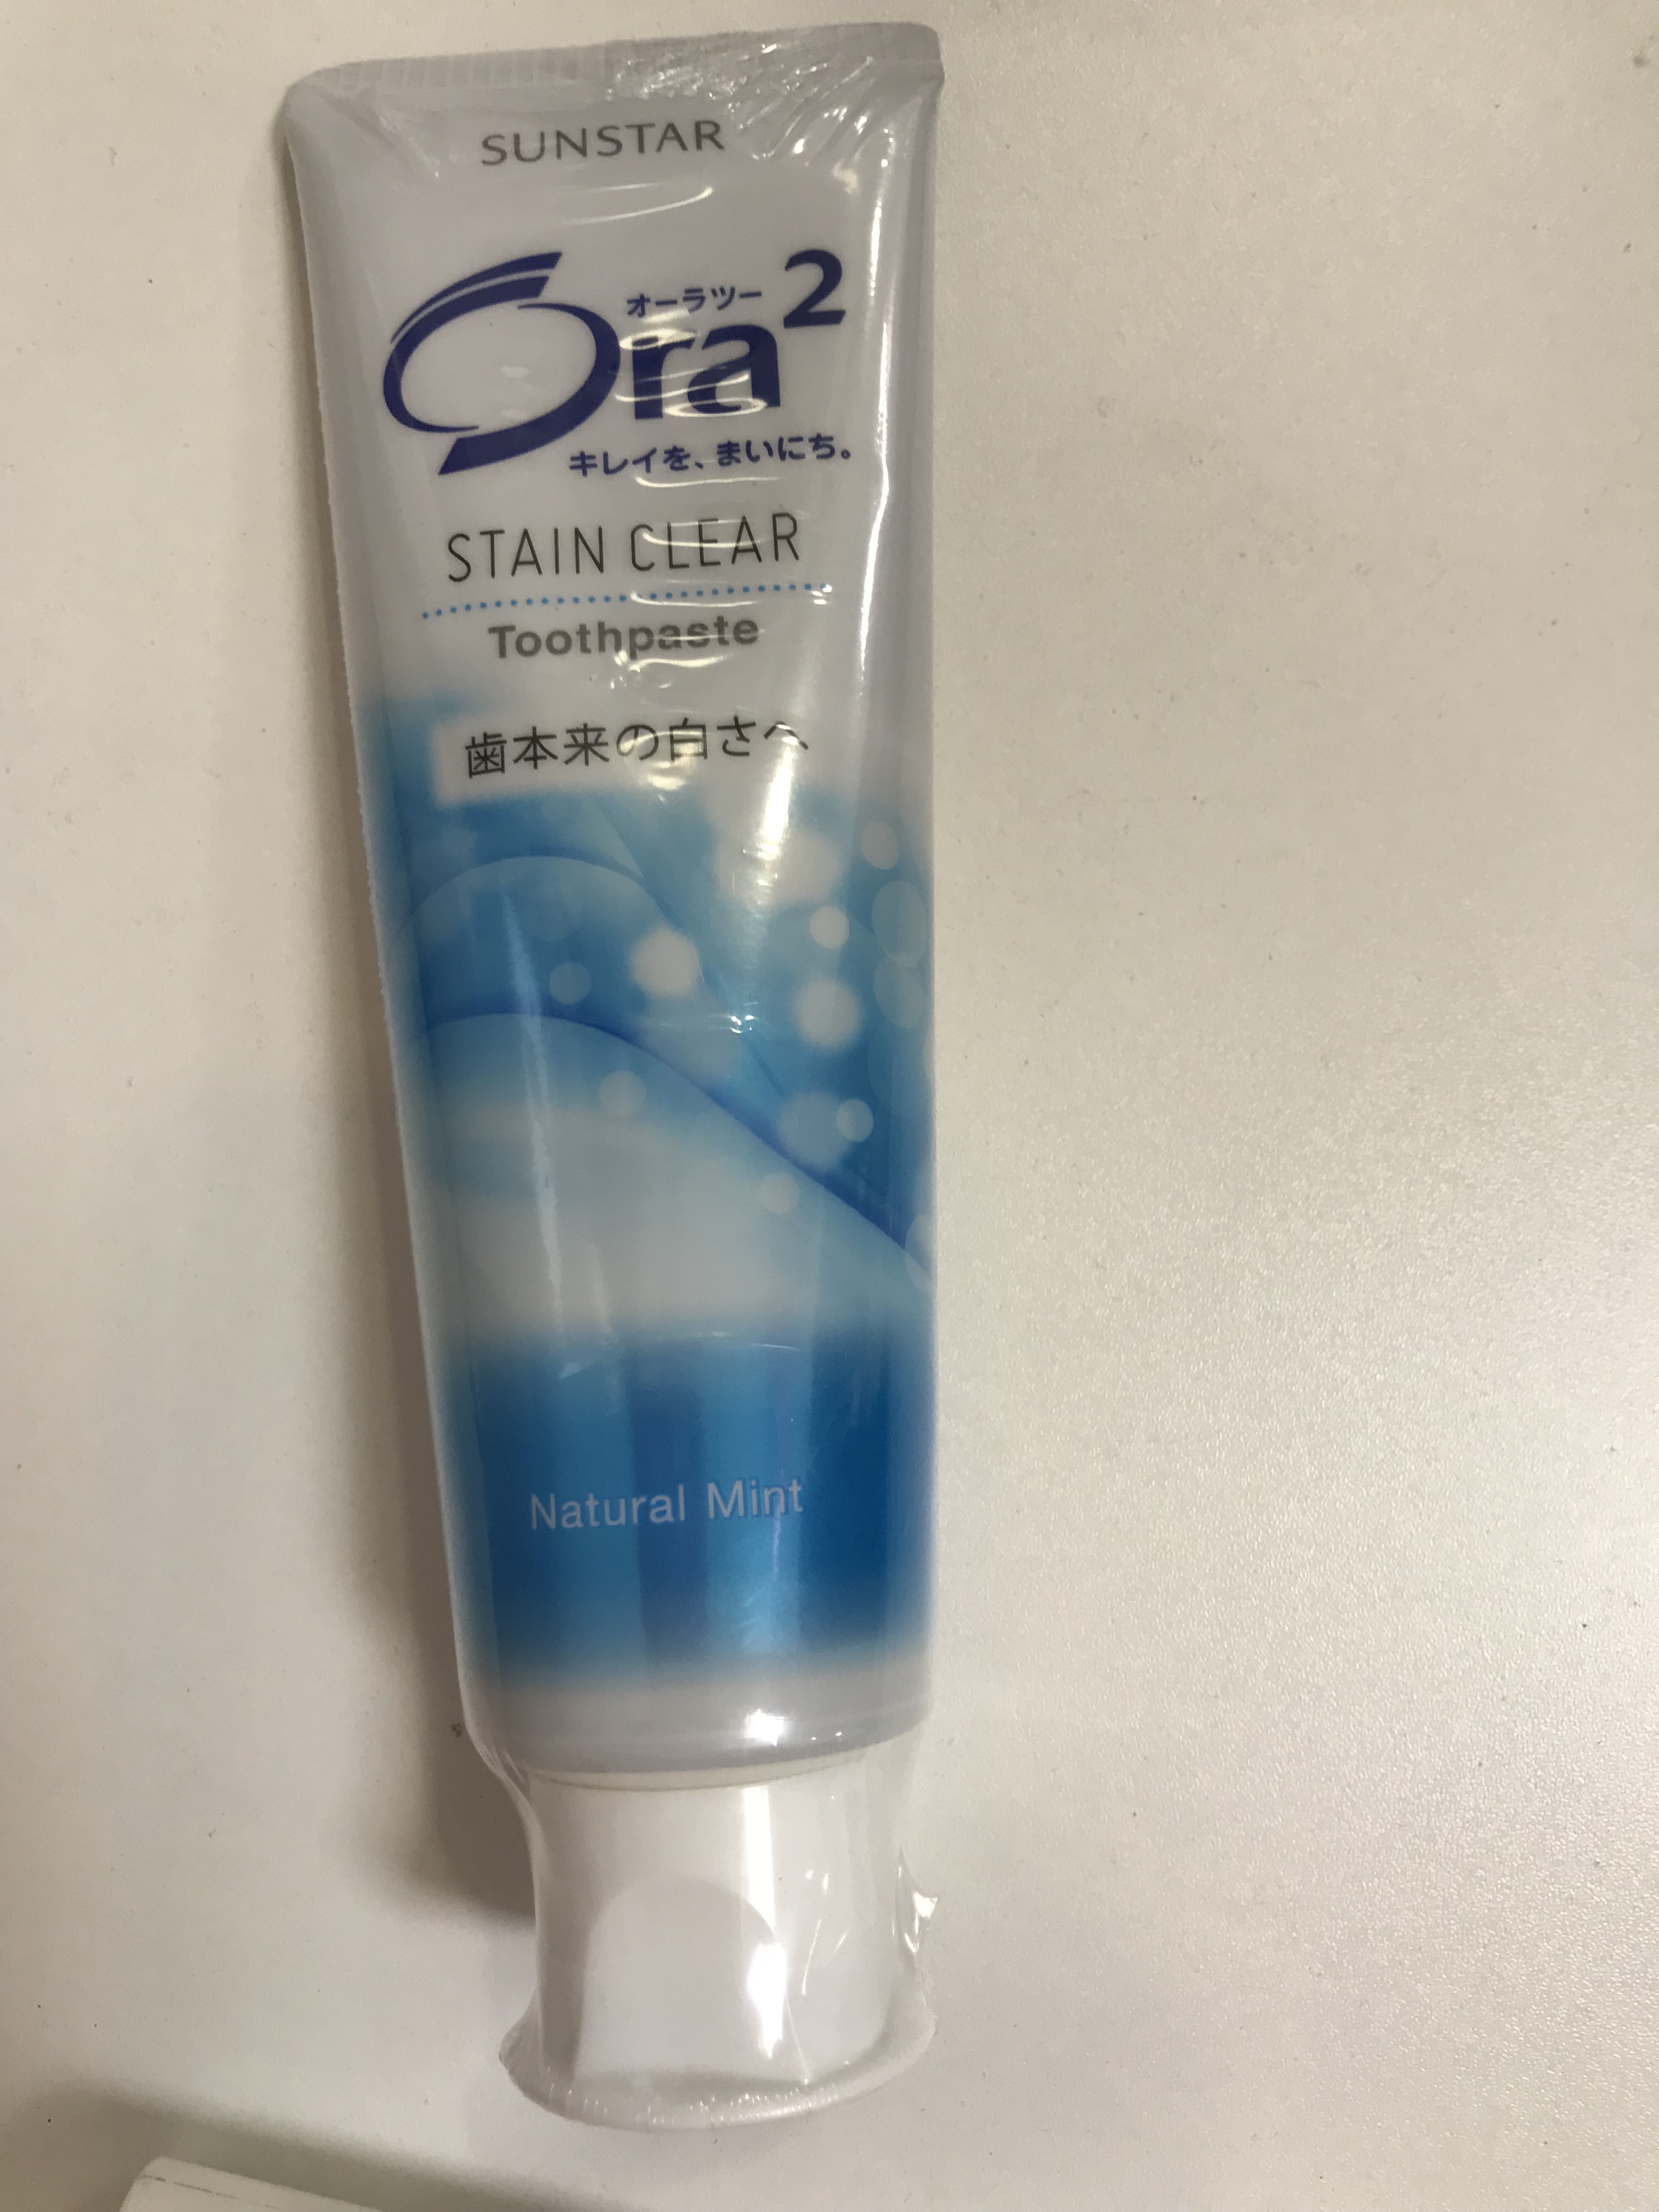 SUNSTAR
オーラツー
Ora2
キレイを、まいにち。
STAIN CLEAR
Toothpaste
歯本来の白さへ
Natural Mint